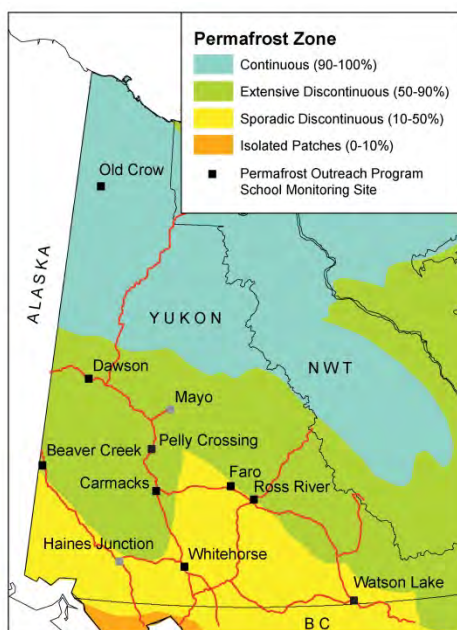 Permafrost Zone
Continuous (90-100%)
Extensive Discontinuous (50-90%)
Sporadic Discontinuous (10-50%)
Isolated Patches (0-10%)
Permafrost Outreach Program
School Monitoring Site
Old Crow
ALASKA
YUKON
NWT
Dawson
Mayo
Pelly Crossing
Beaver Creek
Faro
Carmacks
Ross River
Haines Junction
Whitehorse
Watson Lake
BC